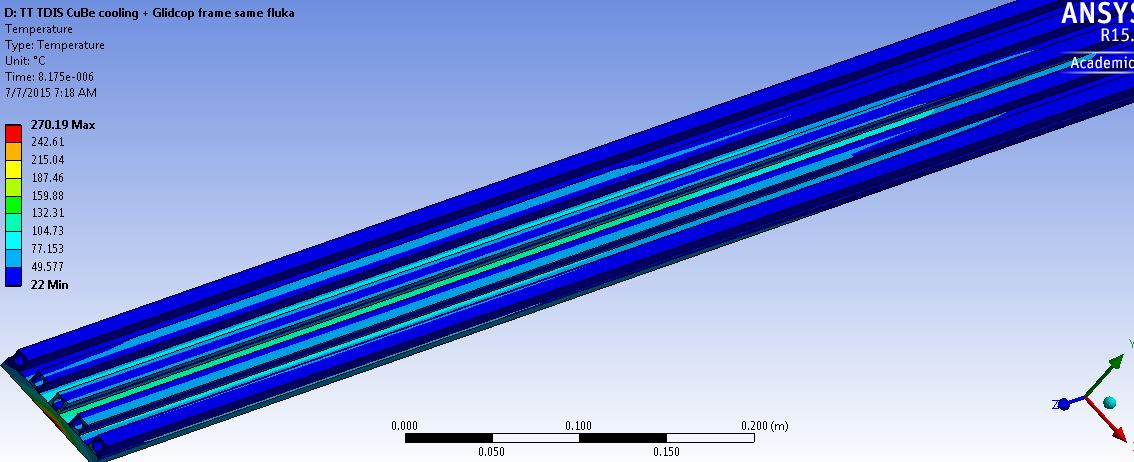 D: TT TDIS CuBe cooling + Glidcop frame same fluka
Temperature
Type: Temperature
Unit: °C
Time: 8.175e-006
7/7/2015 7:18 AM
270.19 Max
242.61
215.04
187.46
159.88
132.31
104.73
77.153
49.577
22 Min
ANSYS
R15.
Academic
0.000
0.100
0.200 (m)
0.050
0.150
Y
Z